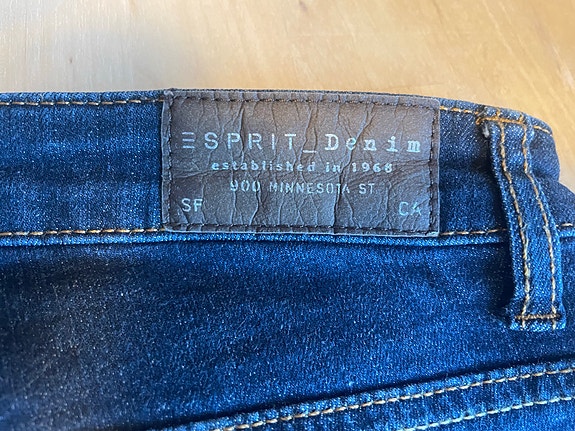 ESPRIT_Denim
established in 1968
900 MINNESOTA ST
SF CA